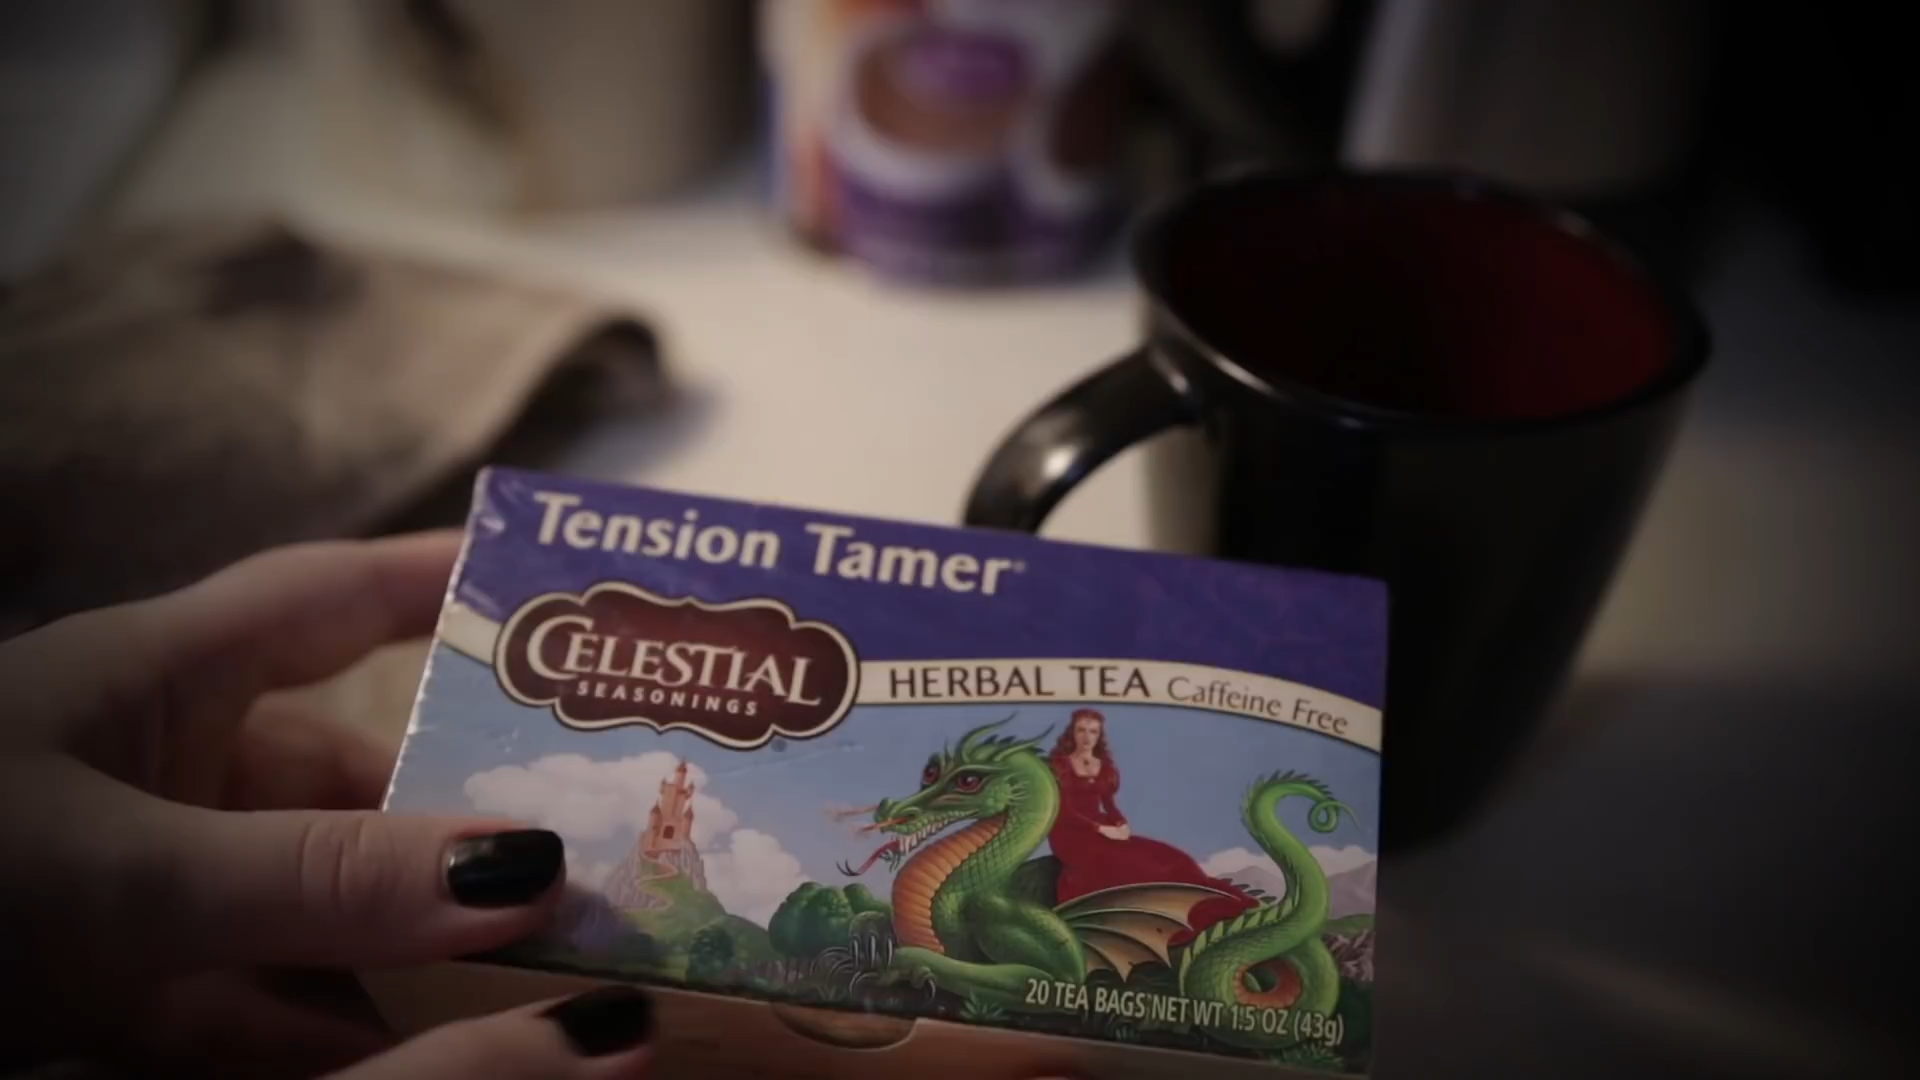 Tension Tamer
CELESTIAL
SEASONINGS
HERBAL TEA Caffeine Free
20 TEA BAGS NET WT 1.5 OZ (43g)